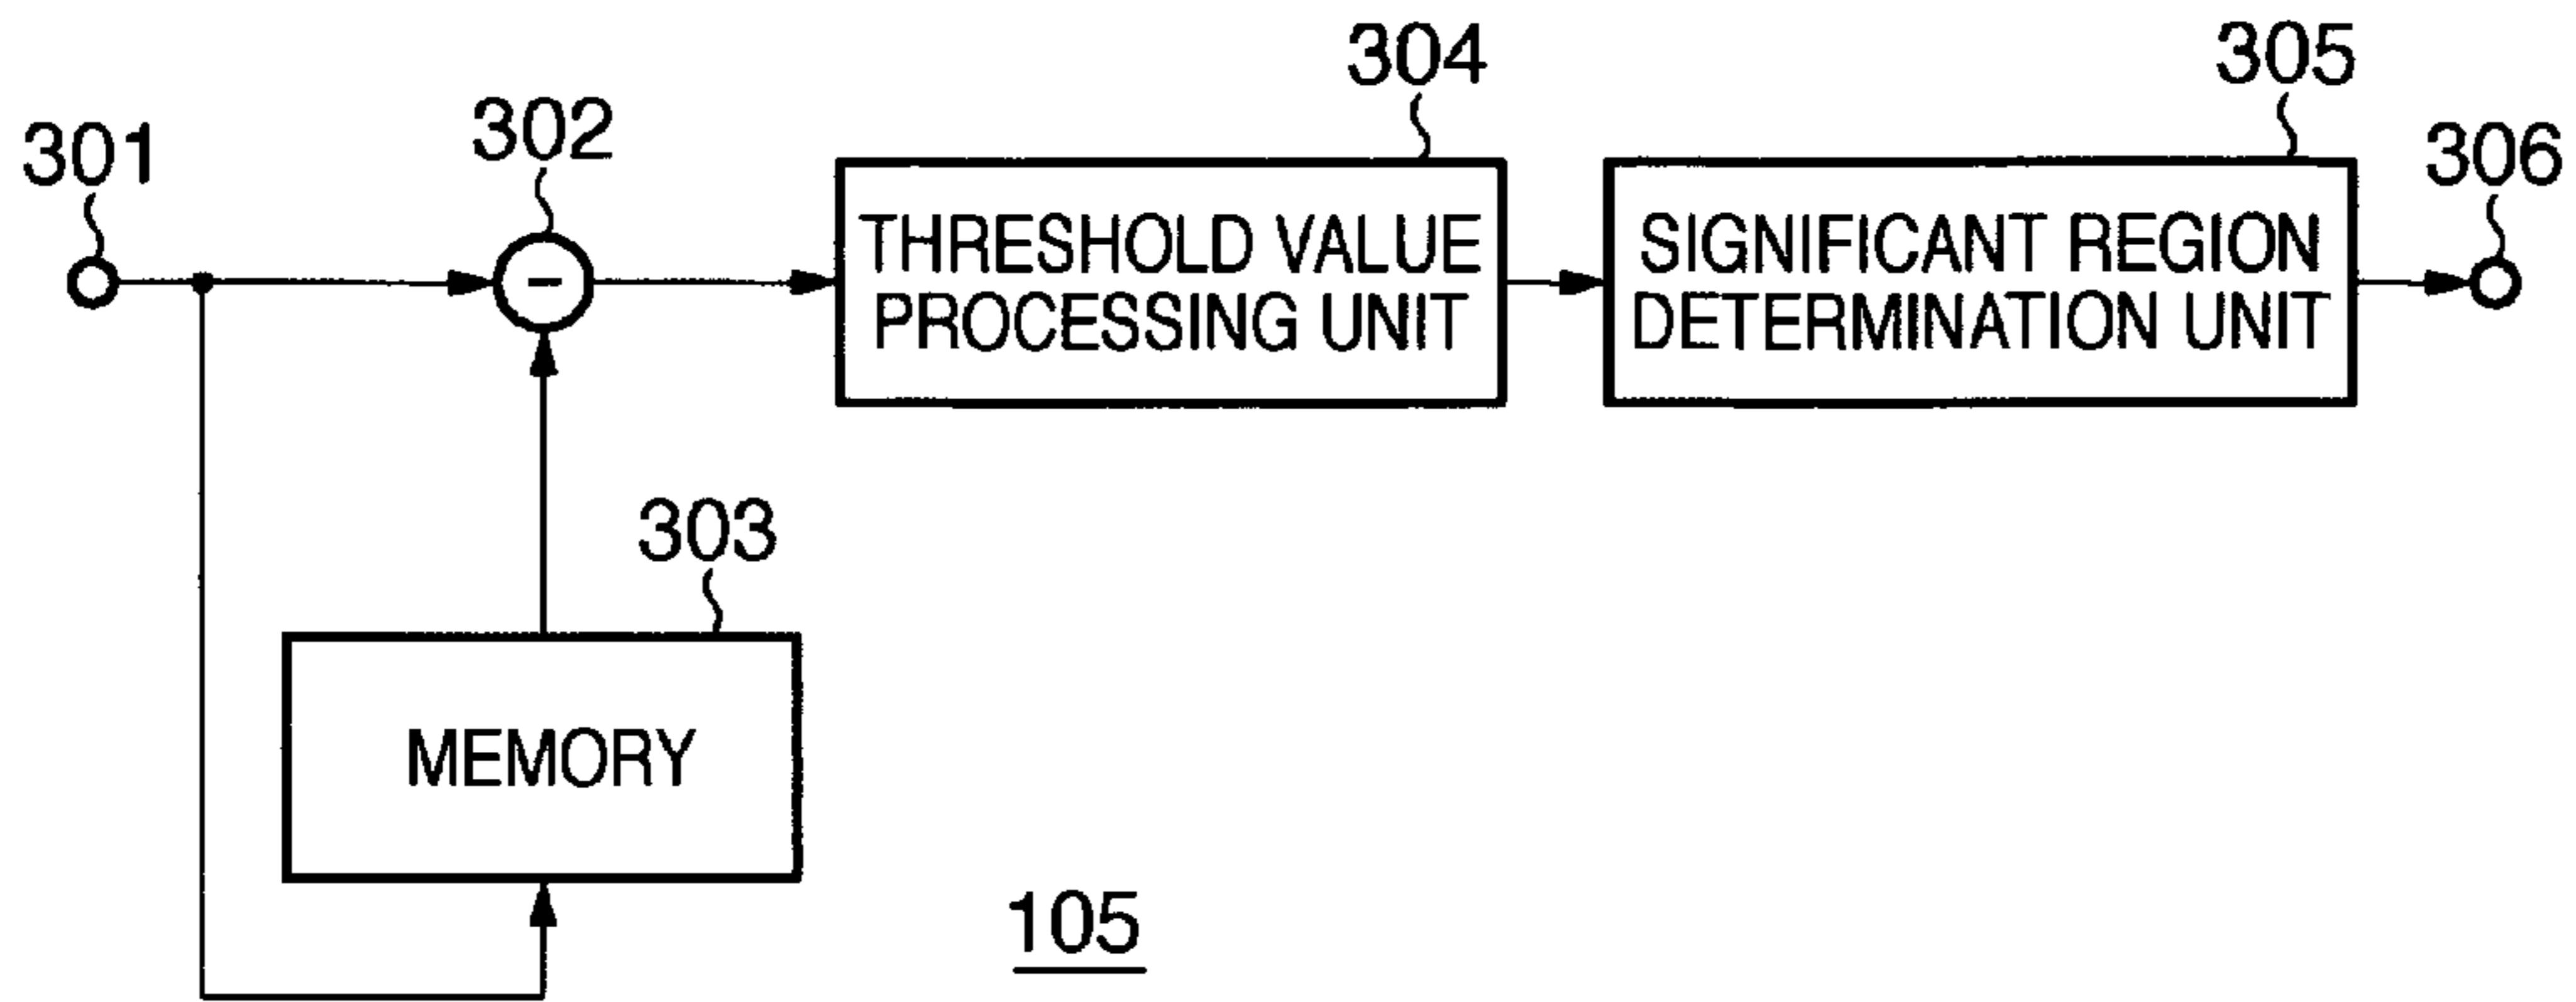 304
305
302
301
306
THRESHOLD VALUE
PROCESSING UNIT
SIGNIFICANT REGION
DETERMINATION UNIT
-
303
MEMORY
105